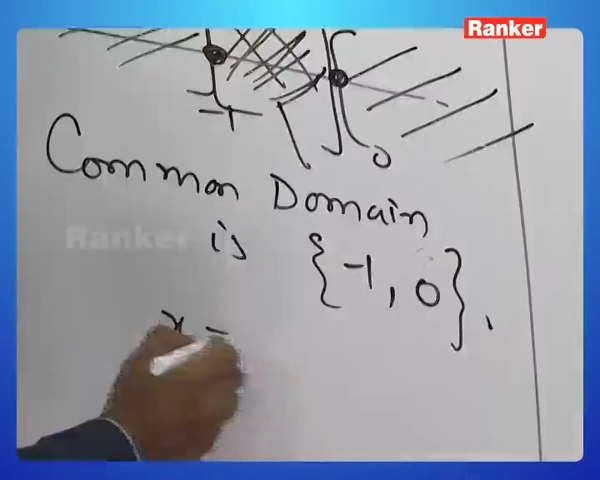 Ranker
-1
0
Common Domain
Ranker
is {-1, 0}.
x =